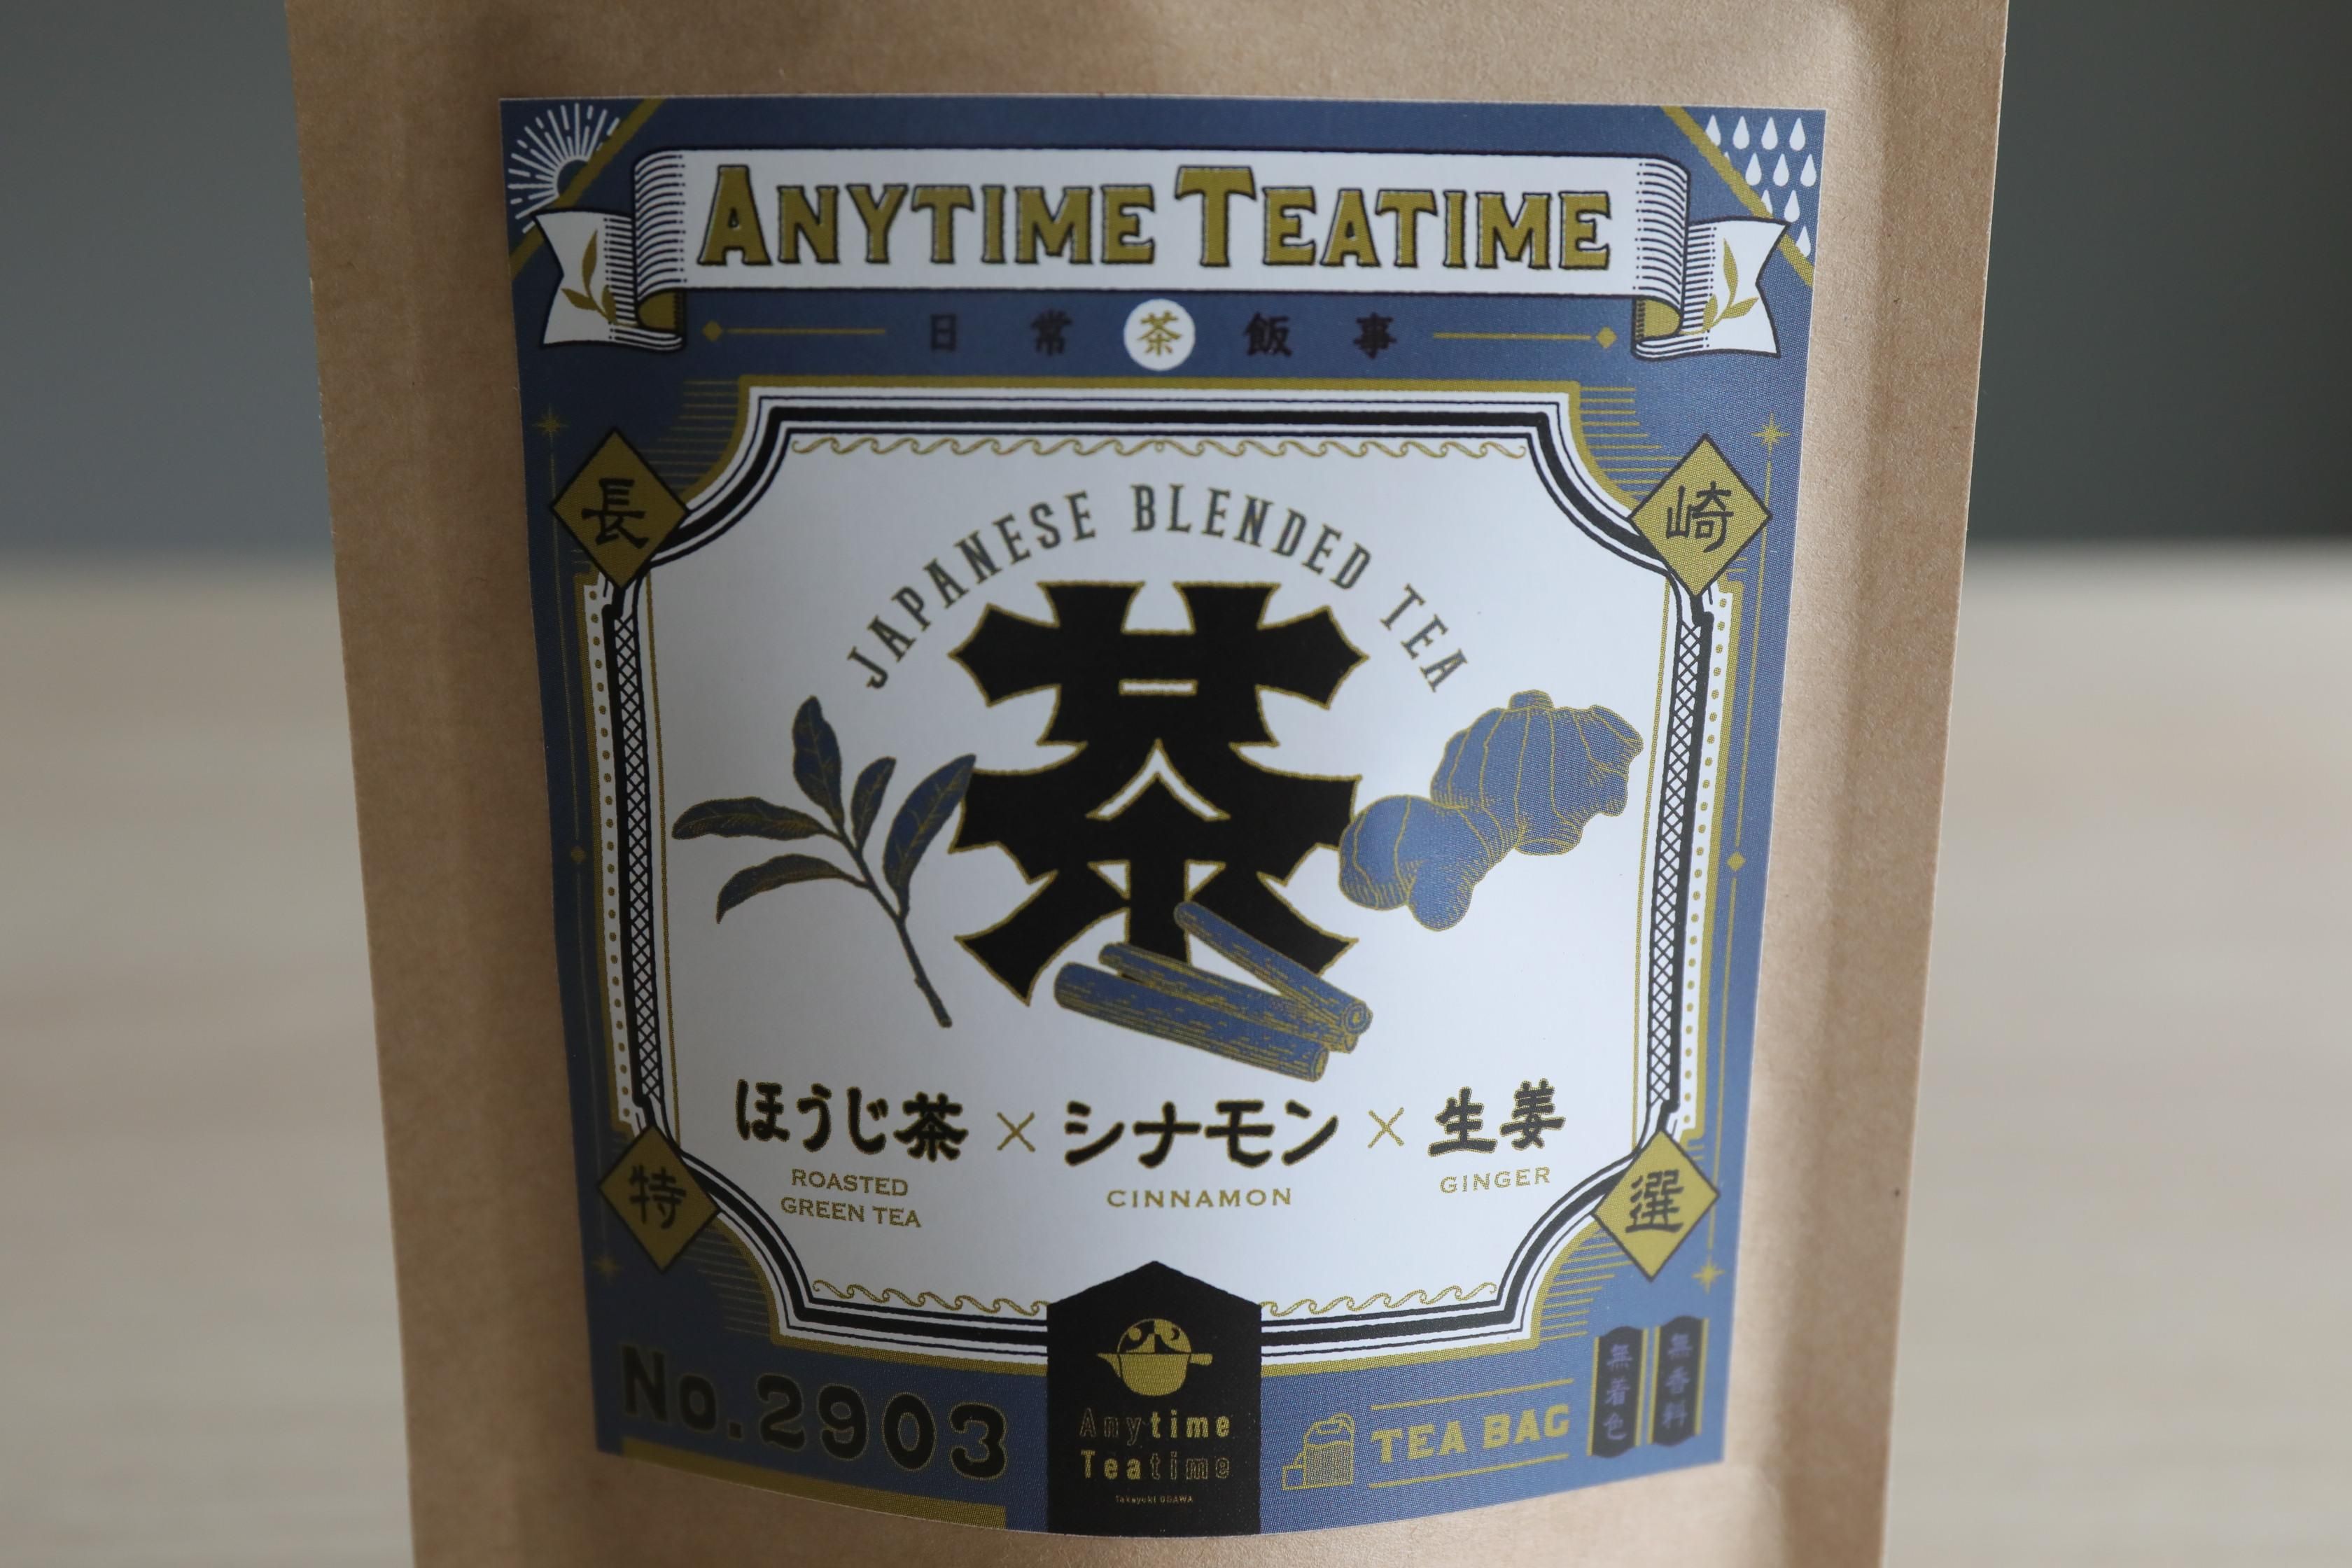 ANYTIME TEATIME
日常茶飯事
長崎
JAPANESE BLENDED TEA
茶
ほうじ茶 × シナモン × 生姜
ROASTED
GREEN TEA
CINNAMON
GINGER
特選
No.2903
Anytime
Teatime
Takayuki OGAWA
TEA BAG
無香料
無着色